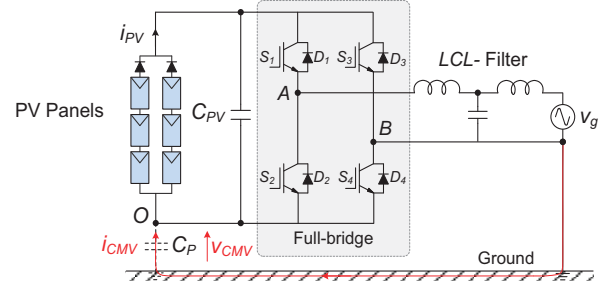 i_PV
S_1
D_1
S_3
D_3
LCL- Filter
A
PV Panels
C_PV
v_g
B
S_2
D_2
S_4
D_4
O
Full-bridge
i_CMV
C_P
v_CMV
Ground